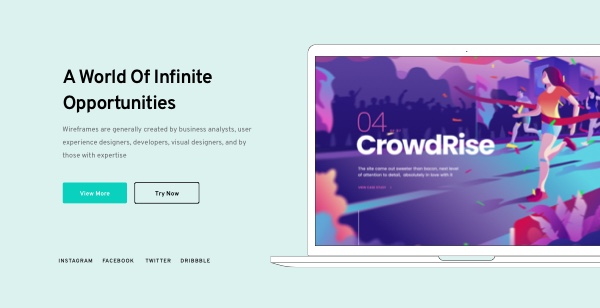 A World Of Infinite
Opportunities
Wireframes are generally created by business analysts, user
experience designers, developers, visual designers, and by
those with expertise
View More
Try Now
INSTAGRAM FACEBOOK TWITTER DRIBBBLE
04
CrowdRise
The site came out sweeter than bacon, next level
of attention to detail, absolutely in love with it